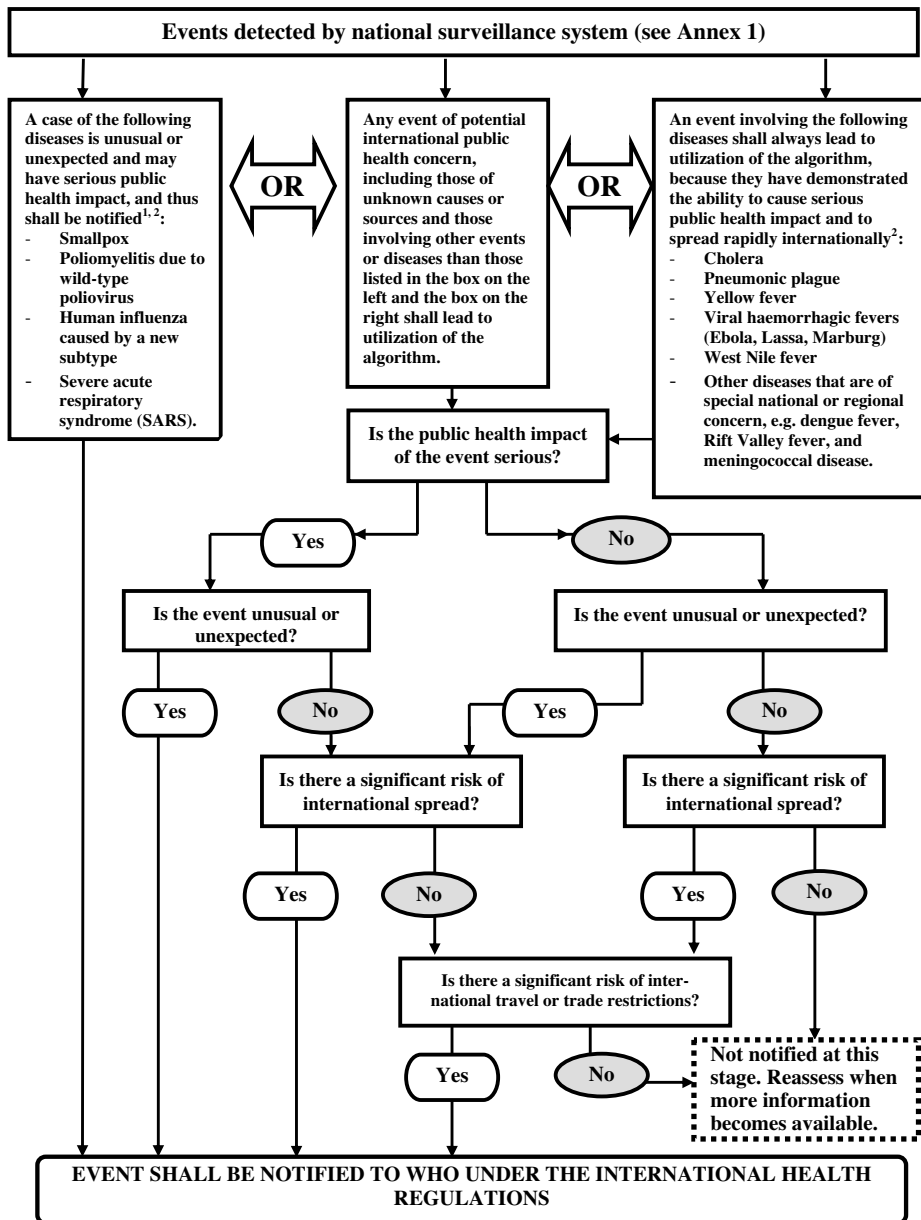 Events detected by national surveillance system (see Annex 1)
A case of the following
diseases is unusual or
unexpected and may
have serious public
health impact, and thus
shall be notified1, 2:
- Smallpox
- Poliomyelitis due to
wild-type
poliovirus
- Human influenza
caused by a new
subtype
- Severe acute
respiratory
syndrome (SARS).
OR
Any event of potential
international public
health concern,
including those of
unknown causes or
sources and those
involving other events
or diseases than those
listed in the box on the
left and the box on the
right shall lead to
utilization of the
algorithm.
OR
An event involving the following
diseases shall always lead to
utilization of the algorithm,
because they have demonstrated
the ability to cause serious
public health impact and to
spread rapidly internationally2:
- Cholera
- Pneumonic plague
- Yellow fever
- Viral haemorrhagic fevers
(Ebola, Lassa, Marburg)
- West Nile fever
- Other diseases that are of
special national or regional
concern, e.g. dengue fever,
Rift Valley fever, and
meningococcal disease.
Is the public health impact
of the event serious?
Yes
No
Is the event unusual or
unexpected?
Is the event unusual or unexpected?
Yes
No
Yes
No
Is there a significant risk of
international spread?
Is there a significant risk of
international spread?
Yes
No
Yes
No
Is there a significant risk of inter-
national travel or trade restrictions?
Yes
No
Not notified at this
stage. Reassess when
more information
becomes available.
EVENT SHALL BE NOTIFIED TO WHO UNDER THE INTERNATIONAL HEALTH
REGULATIONS